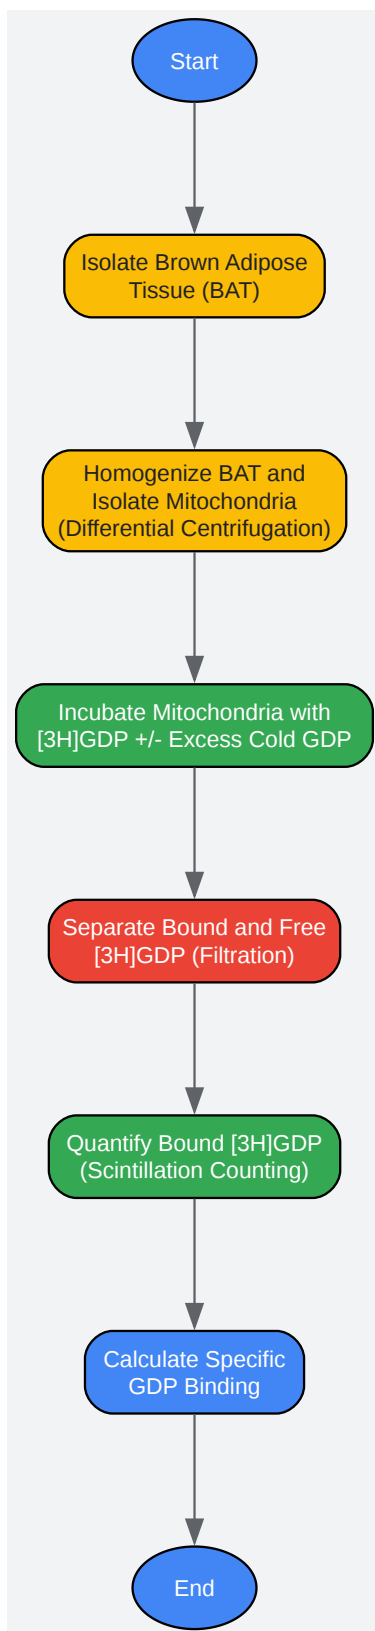 Start
Isolate Brown Adipose
Tissue (BAT)
Homogenize BAT and
Isolate Mitochondria
(Differential Centrifugation)
Incubate Mitochondria with
[3H]GDP +/- Excess Cold GDP
Separate Bound and Free
[3H]GDP (Filtration)
Quantify Bound [3H]GDP
(Scintillation Counting)
Calculate Specific
GDP Binding
End